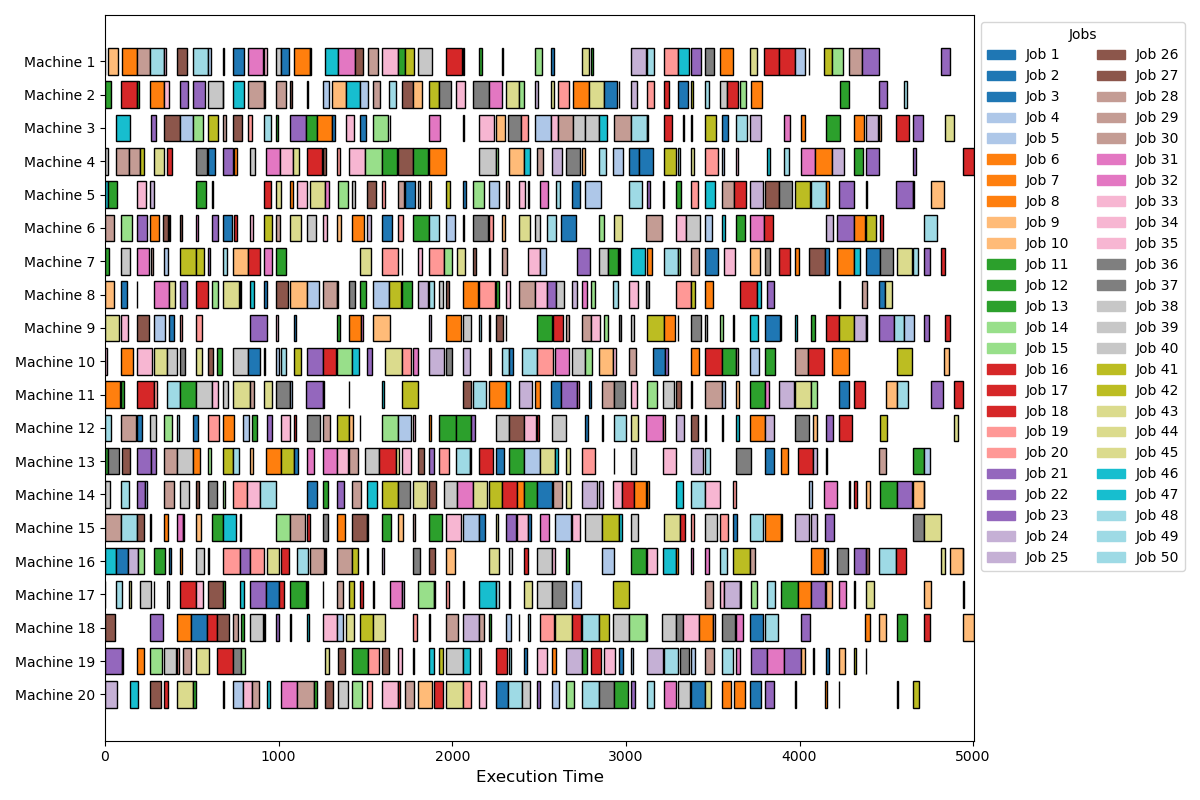 Machine 1
Machine 2
Machine 3
Machine 4
Machine 5
Machine 6
Machine 7
Machine 8
Machine 9
Machine 10
Machine 11
Machine 12
Machine 13
Machine 14
Machine 15
Machine 16
Machine 17
Machine 18
Machine 19
Machine 20
0 1000 2000 3000 4000 5000
Execution Time
Jobs
Job 1 Job 26
Job 2 Job 27
Job 3 Job 28
Job 4 Job 29
Job 5 Job 30
Job 6 Job 31
Job 7 Job 32
Job 8 Job 33
Job 9 Job 34
Job 10 Job 35
Job 11 Job 36
Job 12 Job 37
Job 13 Job 38
Job 14 Job 39
Job 15 Job 40
Job 16 Job 41
Job 17 Job 42
Job 18 Job 43
Job 19 Job 44
Job 20 Job 45
Job 21 Job 46
Job 22 Job 47
Job 23 Job 48
Job 24 Job 49
Job 25 Job 50